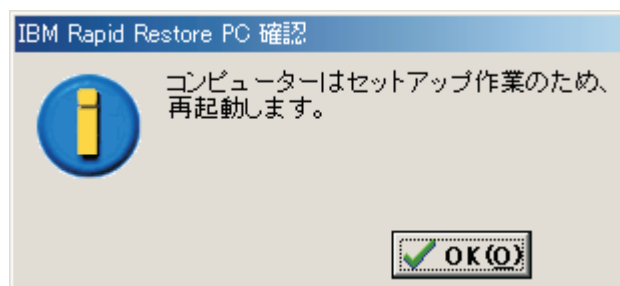 IBM Rapid Restore PC 確認
コンピューターはセットアップ作業のため、
再起動します。
OK(O)